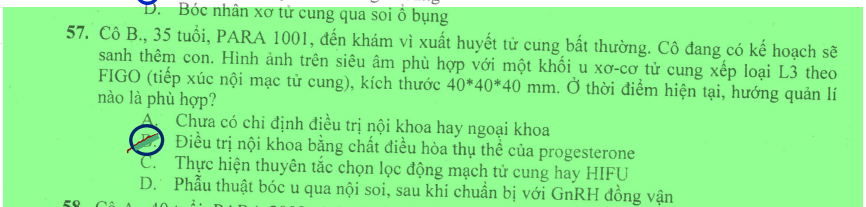 D. Bóc nhân xơ tử cung qua soi ổ bụng
57. Cô B., 35 tuổi, PARA 1001, đến khám vì xuất huyết tử cung bất thường. Cô đang có kế hoạch sẽ
sanh thêm con. Hình ảnh trên siêu âm phù hợp với một khối u xơ-cơ tử cung xếp loại L3 theo
FIGO (tiếp xúc nội mạc tử cung), kích thước 40*40*40 mm. Ở thời điểm hiện tại, hướng quản lí
nào là phù hợp?
A. Chưa có chỉ định điều trị nội khoa hay ngoại khoa
B. Điều trị nội khoa bằng chất điều hòa thụ thể của progesterone
C. Thực hiện thuyên tắc chọn lọc động mạch tử cung hay HIFU
D. Phẫu thuật bóc u qua nội soi, sau khi chuẩn bị với GnRH đồng vận
58. Cô A